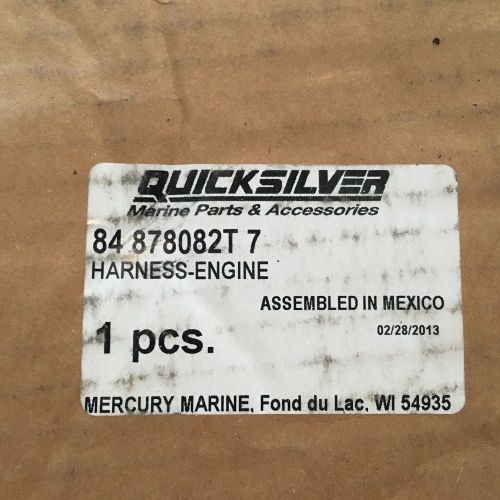 QUICKSILVER
Marine Parts & Accessories
84 878082T 7
HARNESS-ENGINE
ASSEMBLED IN MEXICO
1 pcs.
02/28/2013
MERCURY MARINE, Fond du Lac, WI 54935